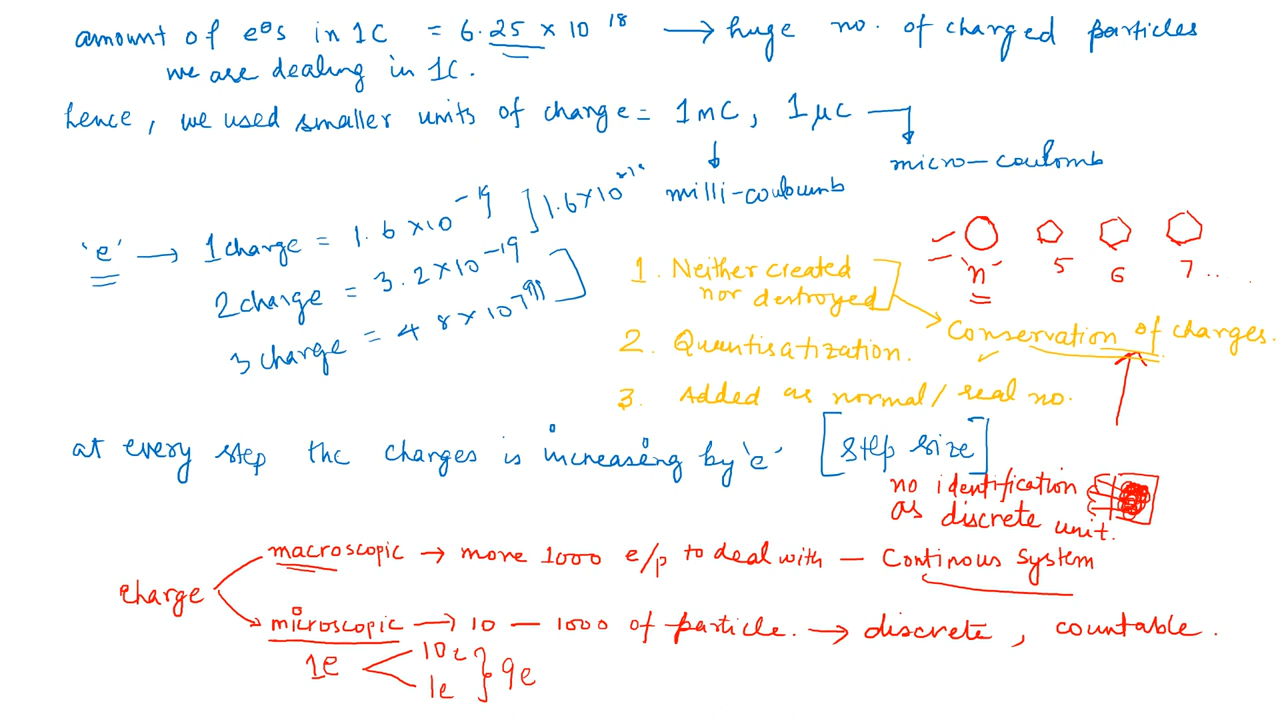 amount of e⊖s in 1C = 6.25 × 10¹⁸ → huge no. of charged particles
we are dealing in 1C.
hence, we used smaller units of charge = 1mC, 1μC
micro-coulomb
milli-couloumb
'e' → 1 charge = 1.6 × 10⁻¹⁹ ] 1.6×10
2 charge = 3.2 × 10⁻¹⁹
3 charge = 4 8 × 10
'n' 5 6 7 ..
1. Neither created
nor destroyed
Conservation of charges.
2. Quantisatization.
3. Added as normal / real no.
at every step the charges is increasing by 'e' [step size]
no identification
as discrete unit.
charge
macroscopic → more 1000 e/p to deal with — Continous system
microscopic → 10 — 1000 of particle. → discrete, countable.
1e
10e
1e
9e